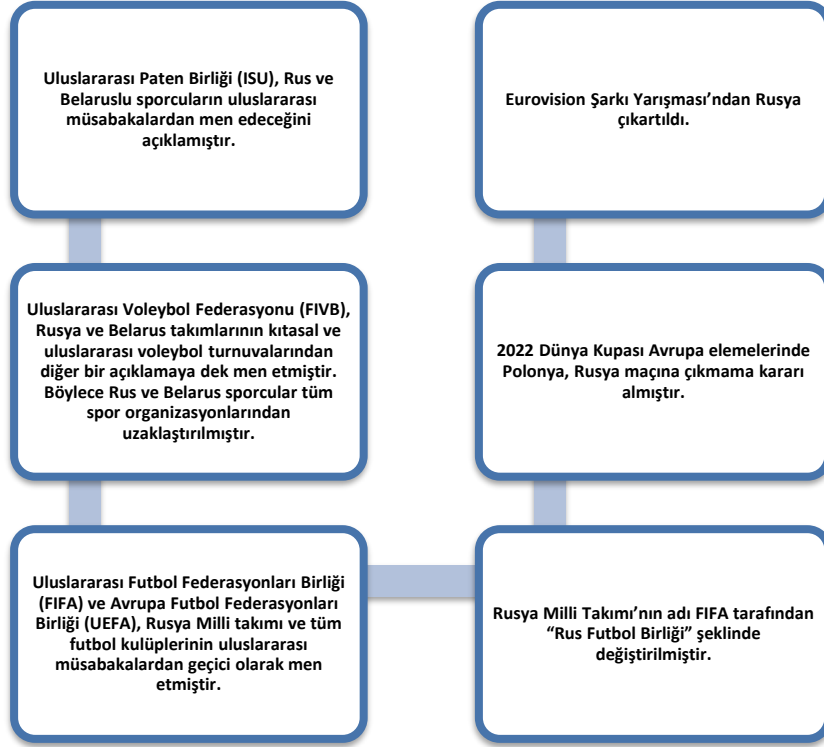 Uluslararası Paten Birliği (ISU), Rus ve
Belaruslu sporcuların uluslararası
müsabakalardan men edeceğini
açıklamıştır.
Uluslararası Voleybol Federasyonu (FIVB),
Rusya ve Belarus takımlarının kıtasal ve
uluslararası voleybol turnuvalarından
diğer bir açıklamaya dek men etmiştir.
Böylece Rus ve Belarus sporcular tüm
spor organizasyonlarından
uzaklaştırılmıştır.
Uluslararası Futbol Federasyonları Birliği
(FIFA) ve Avrupa Futbol Federasyonları
Birliği (UEFA), Rusya Milli takımı ve tüm
futbol kulüplerinin uluslararası
müsabakalardan geçici olarak men
etmiştir.
Rusya Milli Takımı’nın adı FIFA tarafından
“Rus Futbol Birliği” şeklinde
değiştirilmiştir.
2022 Dünya Kupası Avrupa elemelerinde
Polonya, Rusya maçına çıkmama kararı
almıştır.
Eurovision Şarkı Yarışması’ndan Rusya
çıkartıldı.